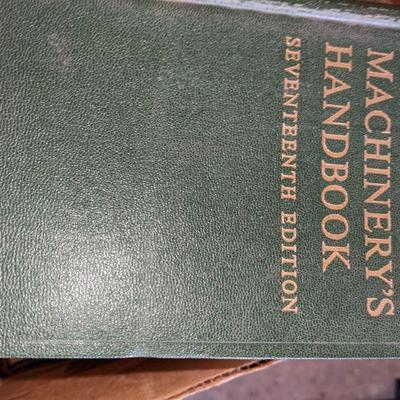 MACHINERY'S
HANDBOOK
SEVENTEENTH EDITION